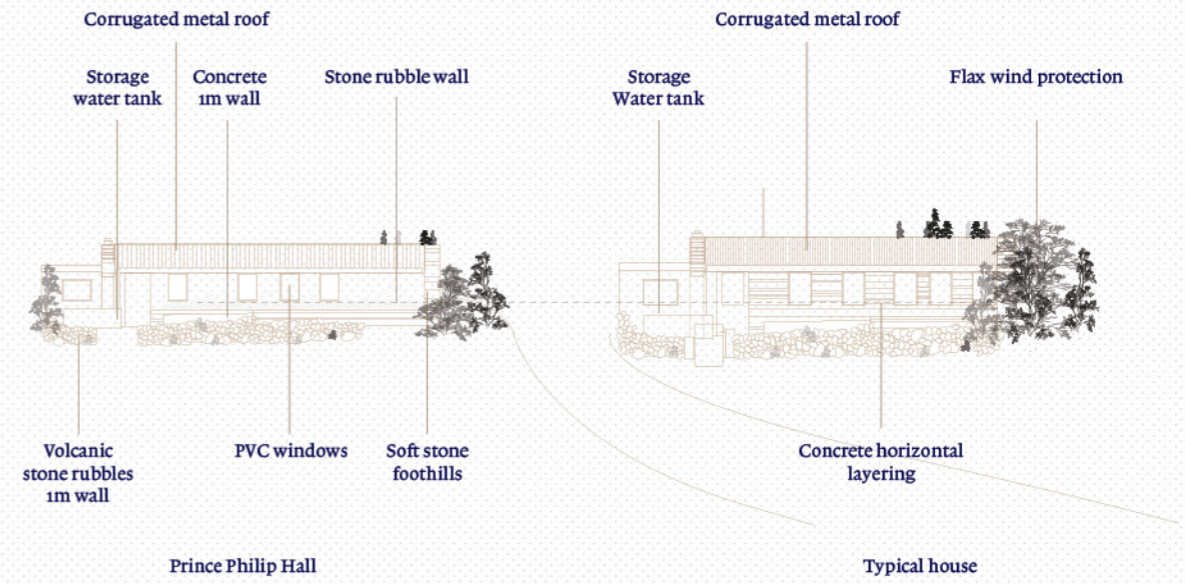 Corrugated metal roof
Corrugated metal roof
Storage
water tank
Concrete
1m wall
Stone rubble wall
Storage
Water tank
Flax wind protection
Volcanic
stone rubbles
1m wall
PVC windows
Soft stone
foothills
Concrete horizontal
layering
Prince Philip Hall
Typical house